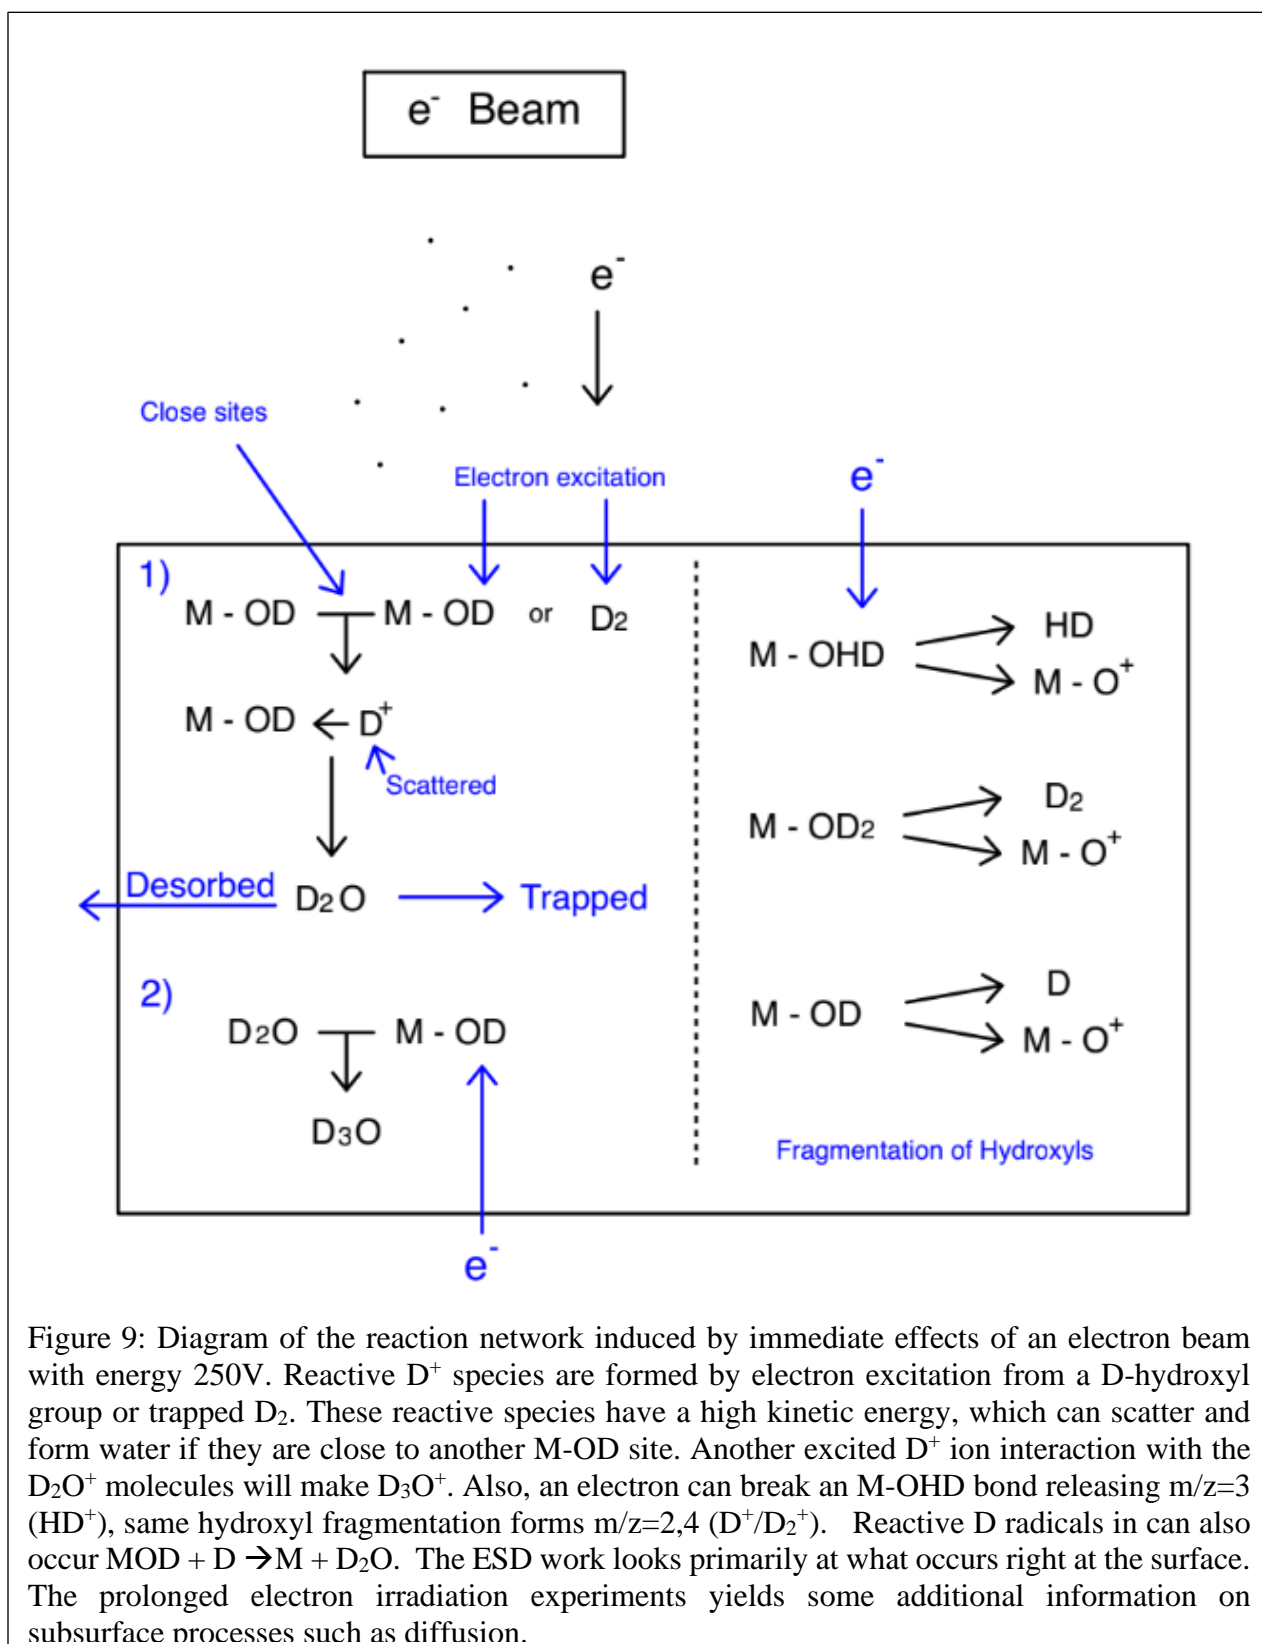 e⁻ Beam
e⁻
Close sites
Electron excitation
e⁻
1)
M - OD M - OD or D₂
M - OD D⁺
Scattered
Desorbed D₂O Trapped
2)
D₂O M - OD
D₃O
e⁻
M - OHD
HD
M - O⁺
M - OD₂
D₂
M - O⁺
M - OD
D
M - O⁺
Fragmentation of Hydroxyls
Figure 9: Diagram of the reaction network induced by immediate effects of an electron beam
with energy 250V. Reactive D⁺ species are formed by electron excitation from a D-hydroxyl
group or trapped D₂. These reactive species have a high kinetic energy, which can scatter and
form water if they are close to another M-OD site. Another excited D⁺ ion interaction with the
D₂O⁺ molecules will make D₃O⁺. Also, an electron can break an M-OHD bond releasing m/z=3
(HD⁺), same hydroxyl fragmentation forms m/z=2,4 (D⁺/D₂⁺). Reactive D radicals in can also
occur MOD + D →M + D₂O. The ESD work looks primarily at what occurs right at the surface.
The prolonged electron irradiation experiments yields some additional information on
subsurface processes such as diffusion.